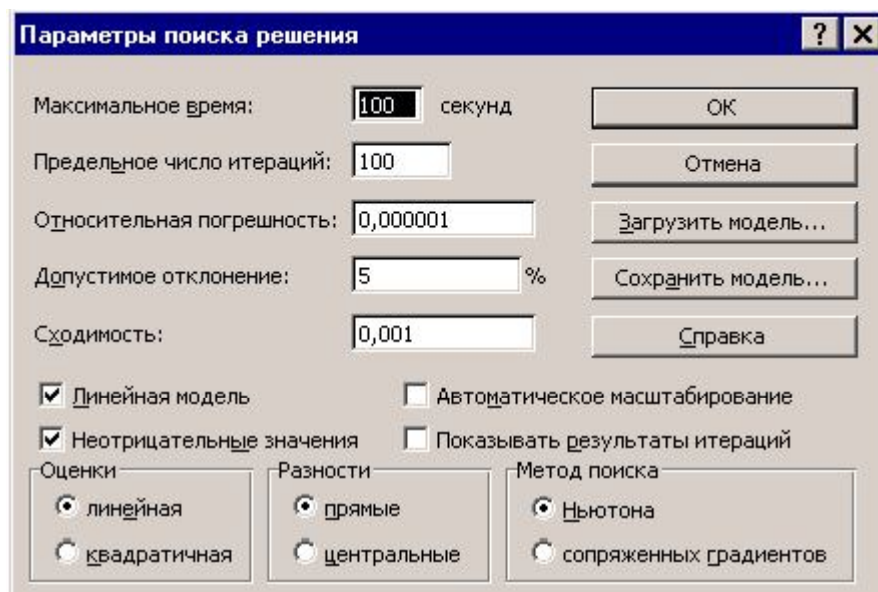 Параметры поиска решения ? X
Максимальное время: 100 секунд OK
Предельное число итераций: 100 Отмена
Относительная погрешность: 0,000001 Загрузить модель...
Допустимое отклонение: 5 % Сохранить модель...
Сходимость: 0,001 Справка
Линейная модель Автоматическое масштабирование
Неотрицательные значения Показывать результаты итераций
Оценки Разности Метод поиска
линейная прямые Ньютона
квадратичная центральные сопряженных градиентов